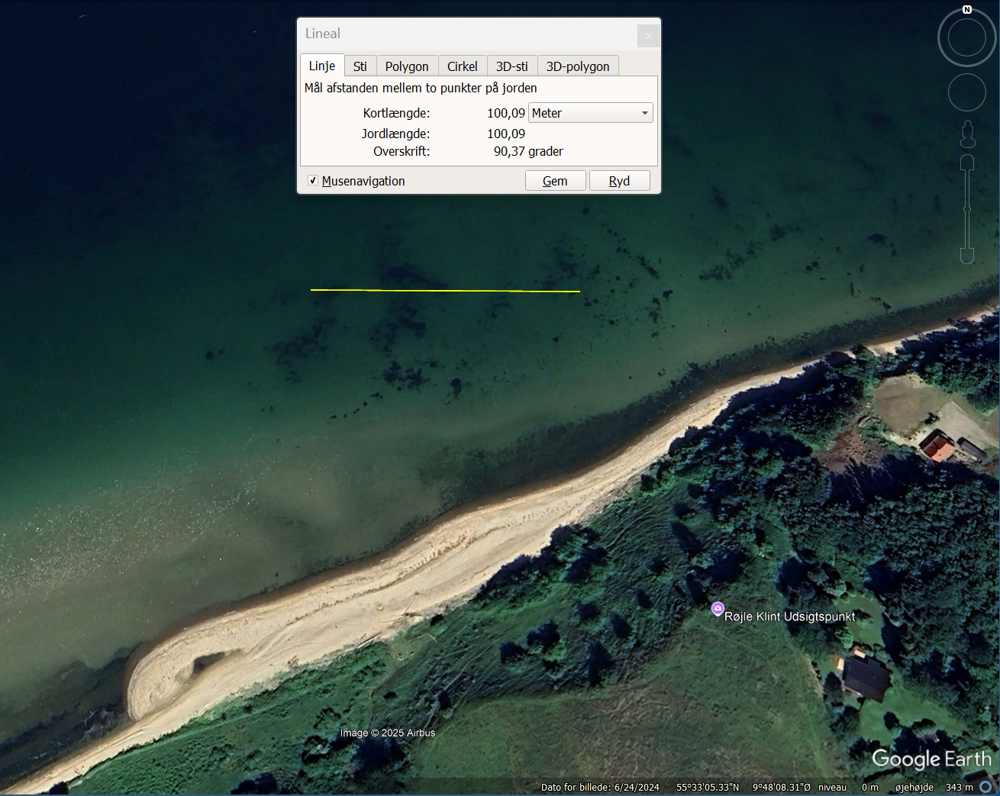 N
Lineal
Linje Sti Polygon Cirkel 3D-sti 3D-polygon
Mål afstanden mellem to punkter på jorden
Kortlængde: 100,09 Meter
Jordlængde: 100,09
Overskrift: 90,37 grader
Musenavigation Gem Ryd
Røjle Klint Udsigtspunkt
Image © 2025 Airbus
Google Earth
Dato for billede: 6/24/2024 55°33'05.33"N 9°48'08.31"Ø niveau 0 m øjehøjde 343 m